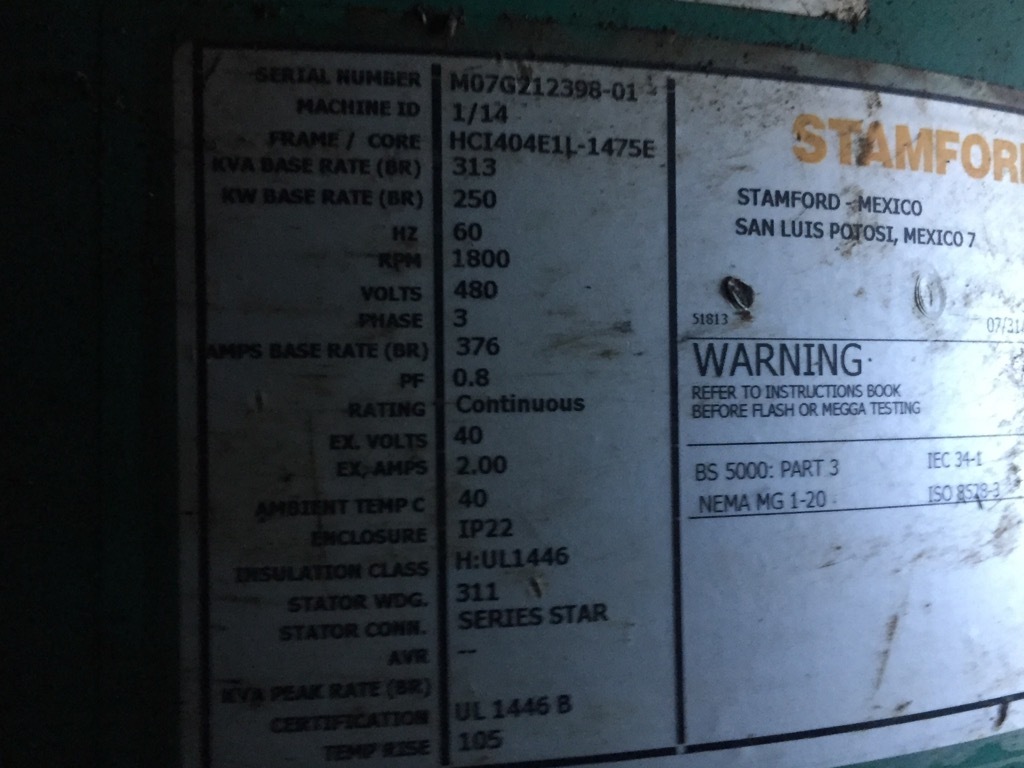 SERIAL NUMBER M07G212398-01
MACHINE ID 1/14
FRAME / CORE HCI404E1L-1475E
KVA BASE RATE (BR) 313
KW BASE RATE (BR) 250
HZ 60
RPM 1800
VOLTS 480
PHASE 3
AMPS BASE RATE (BR) 376
PF 0.8
RATING Continuous
EX. VOLTS 40
EX. AMPS 2.00
AMBIENT TEMP C 40
ENCLOSURE IP22
INSULATION CLASS H:UL1446
STATOR WDG. 311
STATOR CONN. SERIES STAR
AVR --
KVA PEAK RATE (BR)
CERTIFICATION UL 1446 B
TEMP RISE 105
STAMFOR
STAMFORD - MEXICO
SAN LUIS POTOSI, MEXICO 7
51813
07/31
WARNING
REFER TO INSTRUCTIONS BOOK
BEFORE FLASH OR MEGGA TESTING
BS 5000: PART 3 IEC 34-1
NEMA MG 1-20 ISO 8528-3